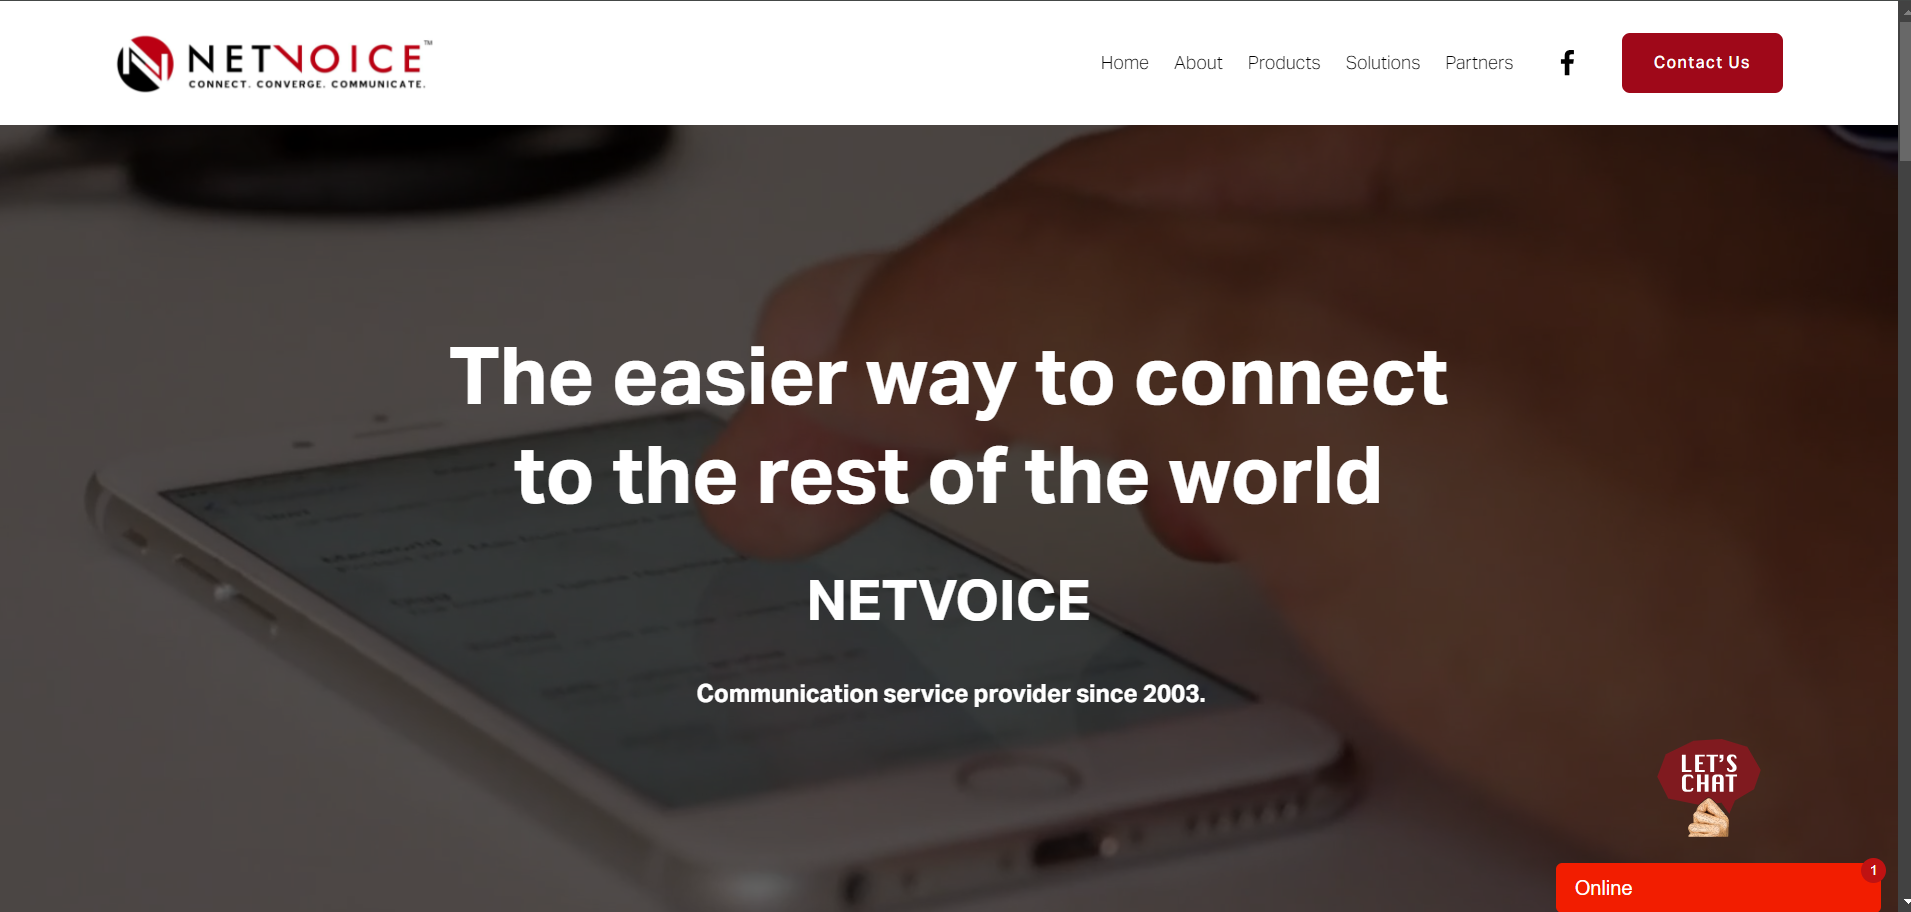 NETVOICE™
CONNECT. CONVERGE. COMMUNICATE.
Home About Products Solutions Partners
Contact Us
The easier way to connect
to the rest of the world
NETVOICE
Communication service provider since 2003.
LET'S
CHAT
1
Online